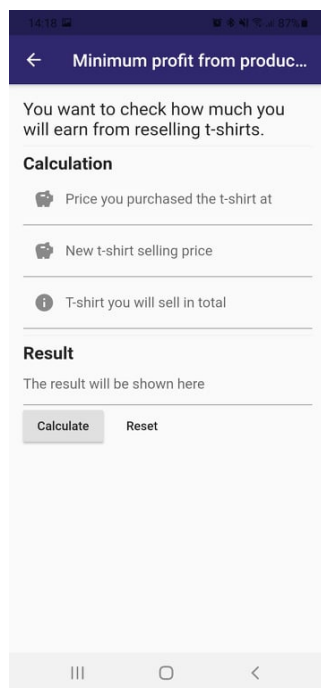 14:18 87%
Minimum profit from produc...
You want to check how much you
will earn from reselling t-shirts.
Calculation
Price you purchased the t-shirt at
New t-shirt selling price
T-shirt you will sell in total
Result
The result will be shown here
Calculate Reset